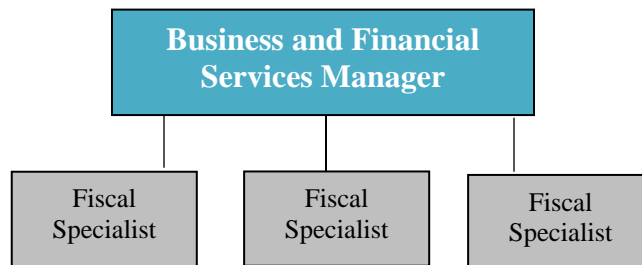 Business and Financial
Services Manager
Fiscal
Specialist
Fiscal
Specialist
Fiscal
Specialist